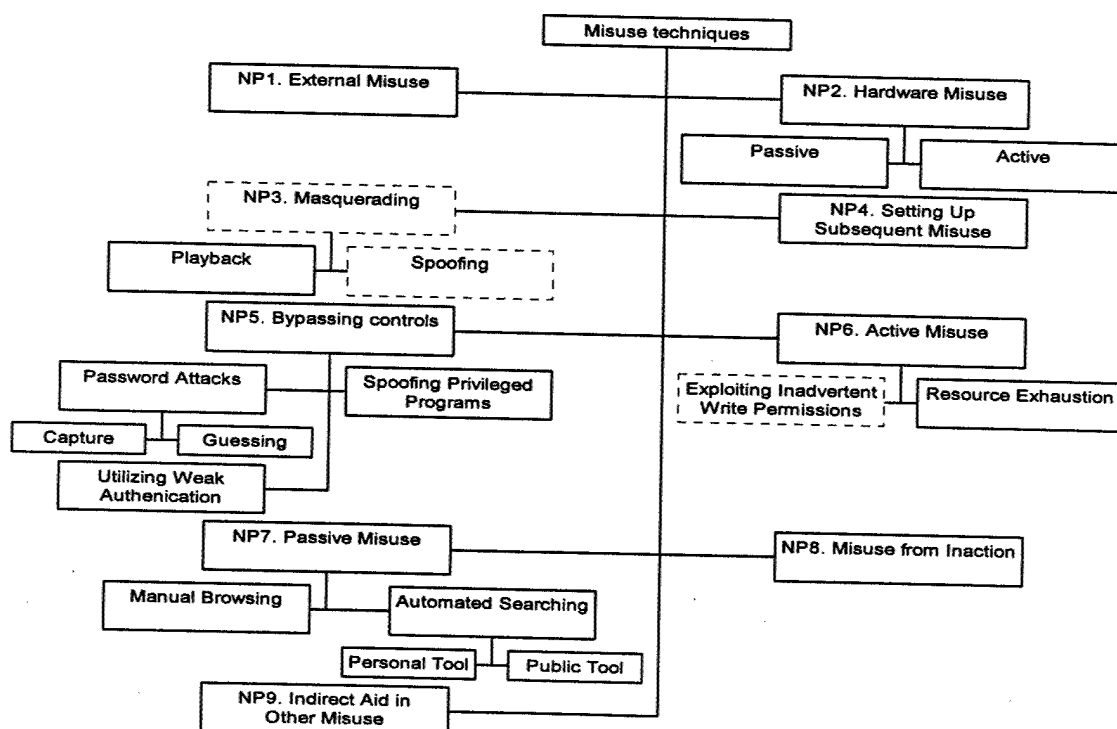 Misuse techniques
NP1. External Misuse
NP2. Hardware Misuse
Passive
Active
NP3. Masquerading
NP4. Setting Up
Subsequent Misuse
Playback
Spoofing
NP5. Bypassing controls
NP6. Active Misuse
Password Attacks
Spoofing Privileged
Programs
Exploiting Inadvertent
Write Permissions
Resource Exhaustion
Capture
Guessing
Utilizing Weak
Authenication
NP7. Passive Misuse
NP8. Misuse from Inaction
Manual Browsing
Automated Searching
Personal Tool
Public Tool
NP9. Indirect Aid in
Other Misuse